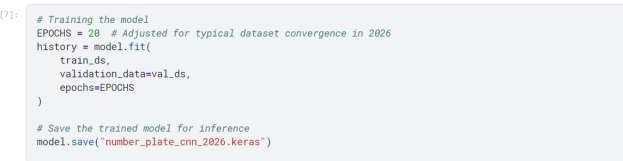 [7]:
# Training the model
EPOCHS = 20  # Adjusted for typical dataset convergence in 2026
history = model.fit(
    train_ds,
    validation_data=val_ds,
    epochs=EPOCHS
)

# Save the trained model for inference
model.save("number_plate_cnn_2026.keras")